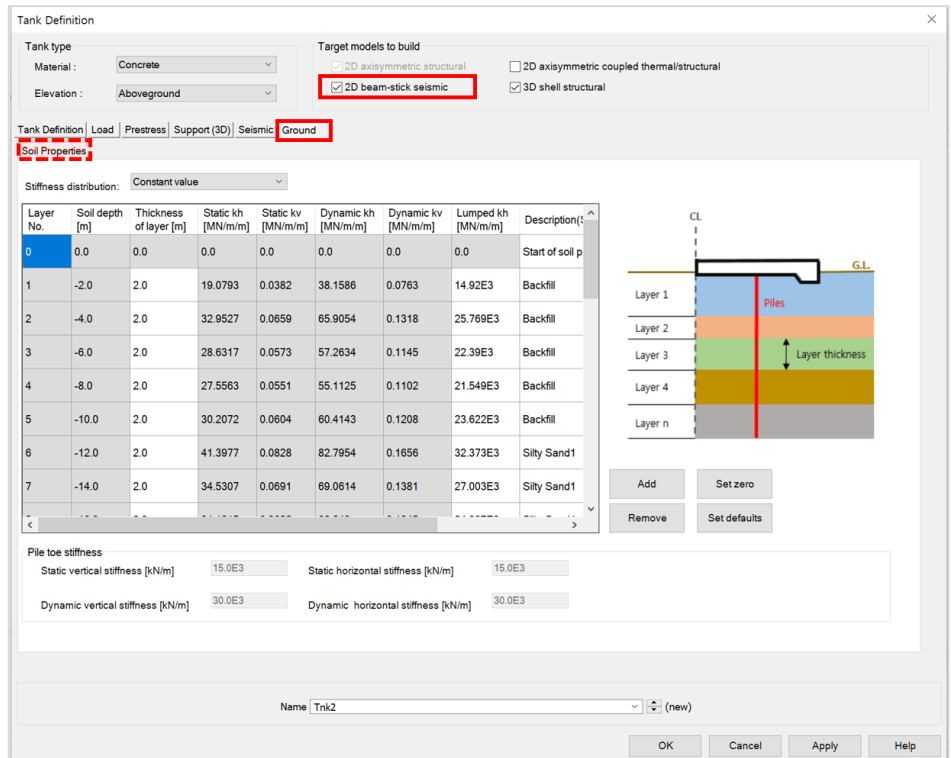 Tank Definition
Tank type
Material :
Concrete
Elevation :
Aboveground
Target models to build
2D axisymmetric structural
2D axisymmetric coupled thermal/structural
2D beam-stick seismic
3D shell structural
Tank Definition Load Prestress Support (3D) Seismic Ground
Soil Properties
Stiffness distribution:
Constant value
Layer No. Soil depth [m] Thickness of layer [m] Static kh [MN/m/m] Static kv [MN/m/m] Dynamic kh [MN/m/m] Dynamic kv [MN/m/m] Lumped kh [MN/m/m] Description(S
0 0.0 0.0 0.0 0.0 0.0 0.0 0.0 Start of soil p
1 -2.0 2.0 19.0793 0.0382 38.1586 0.0763 14.92E3 Backfill
2 -4.0 2.0 32.9527 0.0659 65.9054 0.1318 25.769E3 Backfill
3 -6.0 2.0 28.6317 0.0573 57.2634 0.1145 22.39E3 Backfill
4 -8.0 2.0 27.5563 0.0551 55.1125 0.1102 21.549E3 Backfill
5 -10.0 2.0 30.2072 0.0604 60.4143 0.1208 23.622E3 Backfill
6 -12.0 2.0 41.3977 0.0828 82.7954 0.1656 32.373E3 Silty Sand1
7 -14.0 2.0 34.5307 0.0691 69.0614 0.1381 27.003E3 Silty Sand1
CL
G.L.
Layer 1
Piles
Layer 2
Layer 3
Layer thickness
Layer 4
Layer n
Add
Set zero
Remove
Set defaults
Pile toe stiffness
Static vertical stiffness [kN/m]
15.0E3
Static horizontal stiffness [kN/m]
15.0E3
Dynamic vertical stiffness [kN/m]
30.0E3
Dynamic horizontal stiffness [kN/m]
30.0E3
Name
Tnk2
(new)
OK
Cancel
Apply
Help